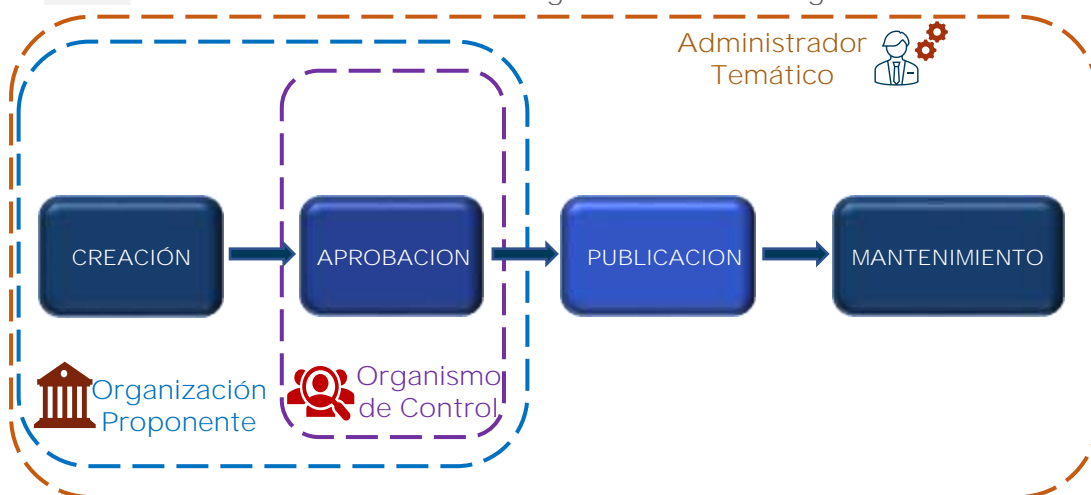 Administrador
Temático
CREACIÓN
APROBACION
PUBLICACION
MANTENIMIENTO
Organización
Proponente
Organismo
de Control